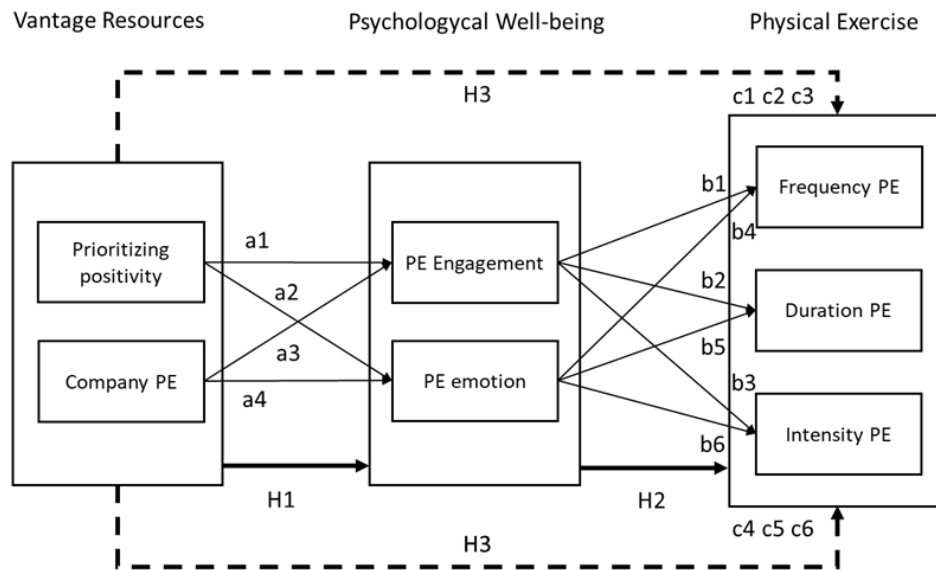 Vantage Resources
Psychologycal Well-being
Physical Exercise
H3
c1 c2 c3
Prioritizing
positivity
Company PE
a1
a2
a3
a4
PE Engagement
PE emotion
b1
b4
b2
b5
b3
b6
Frequency PE
Duration PE
Intensity PE
H1
H2
H3
c4 c5 c6